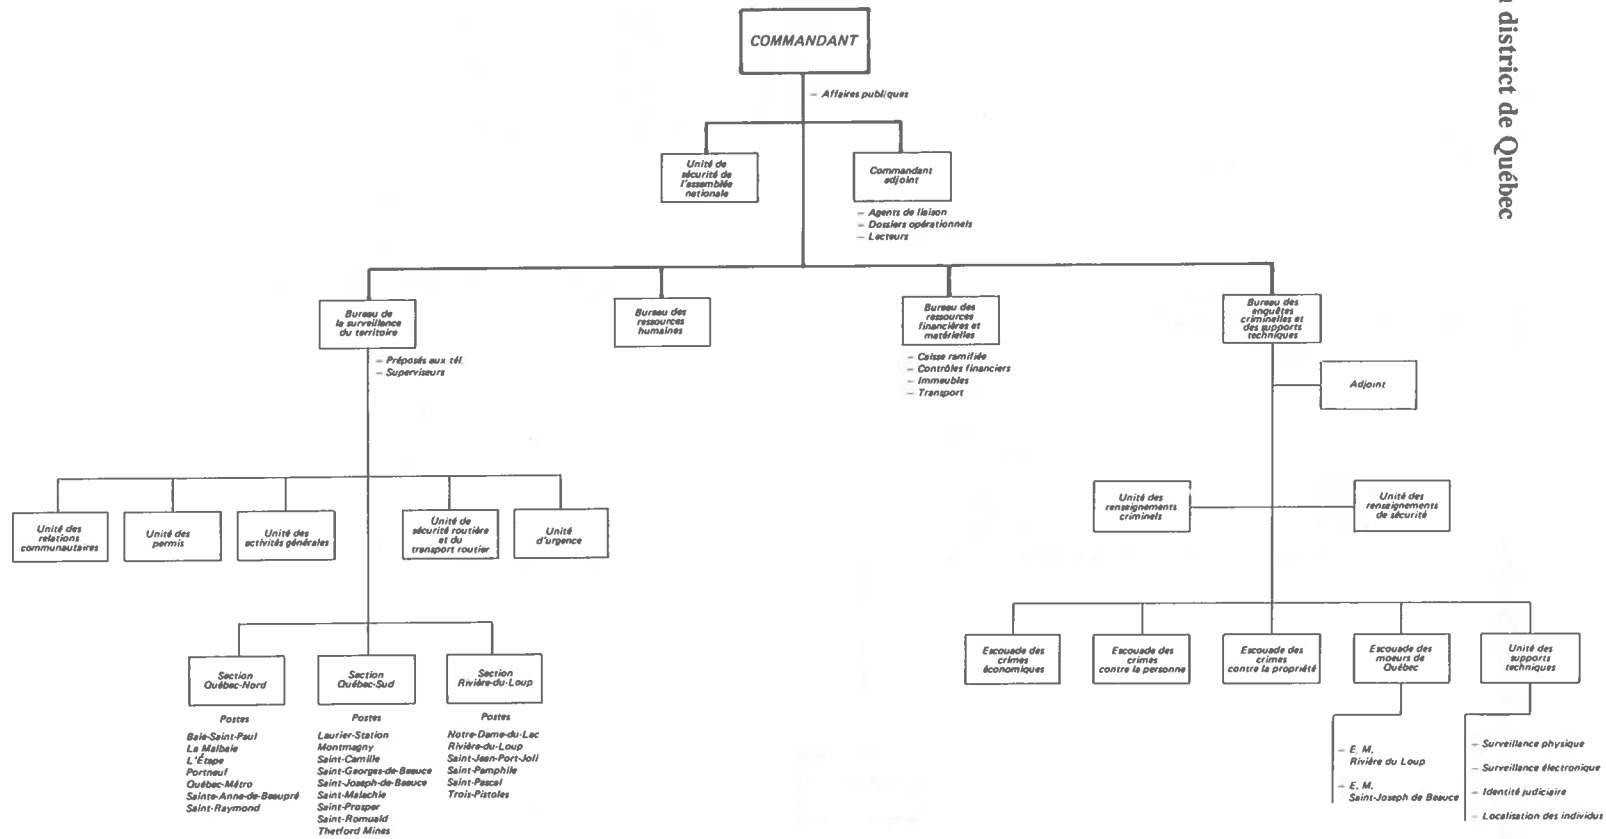 district de Québec
COMMANDANT
– Affaires publiques
Unité de
sécurité de
l'assemblée
nationale
Commandant
adjoint
– Agents de liaison
– Dossiers opérationnels
– Lecteurs
Bureau de
la surveillance
du territoire
– Préposés aux tél.
– Superviseurs
Bureau des
ressources
humaines
Bureau des
ressources
financières et
matérielles
– Caisse ramifiée
– Contrôles financiers
– Immeubles
– Transport
Bureau des
enquêtes
criminelles et
des supports
techniques
Adjoint
Unité des
renseignements
criminels
Unité des
renseignements
de sécurité
Unité des
relations
communautaires
Unité des
permis
Unité des
activités générales
Unité de
sécurité routière
et du
transport routier
Unité
d'urgence
Section
Québec-Nord
Postes
Baie-Saint-Paul
La Malbaie
L'Étape
Portneuf
Québec-Métro
Sainte-Anne-de-Beaupré
Saint-Raymond
Section
Québec-Sud
Postes
Laurier-Station
Montmagny
Saint-Camille
Saint-Georges-de-Beauce
Saint-Joseph-de-Beauce
Saint-Malachie
Saint-Prosper
Saint-Romuald
Thetford Mines
Section
Rivière-du-Loup
Postes
Notre-Dame-du-Lac
Rivière-du-Loup
Saint-Jean-Port-Joli
Saint-Pamphile
Saint-Pascal
Trois-Pistoles
Escouade des
crimes
économiques
Escouade des
crimes
contre la personne
Escouade des
crimes
contre la propriété
Escouade des
moeurs de
Québec
– E. M.
Rivière du Loup
– E. M.
Saint-Joseph de Beauce
Unité des
supports
techniques
– Surveillance physique
– Surveillance électronique
– Identité judiciaire
– Localisation des individus